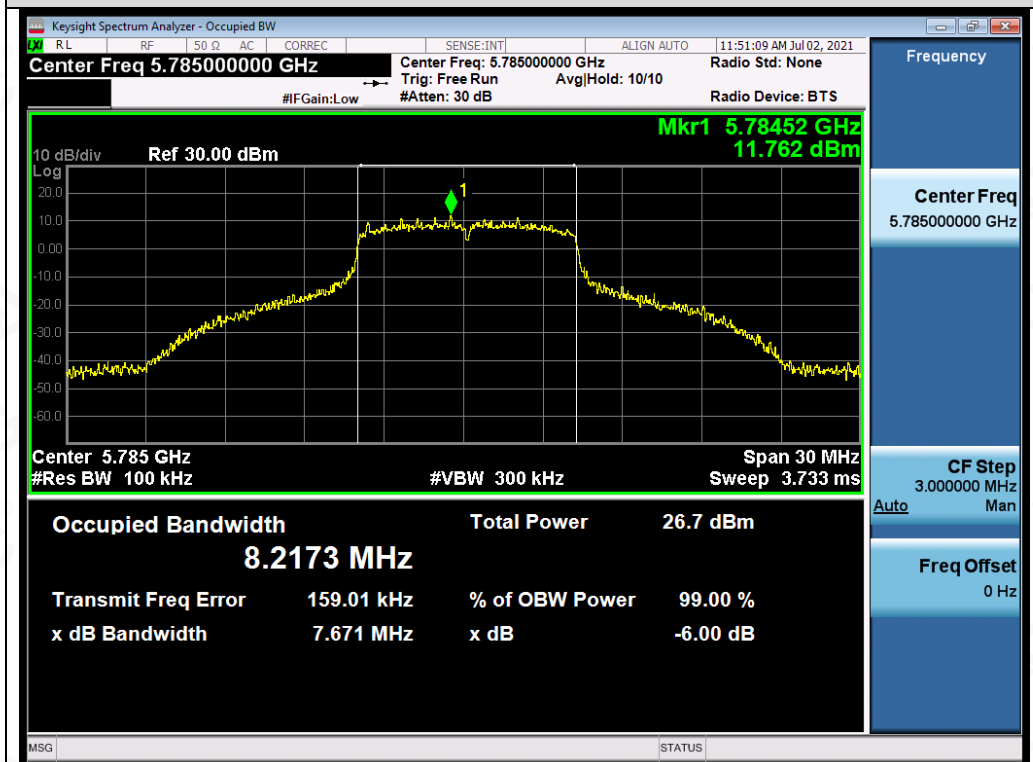 Keysight Spectrum Analyzer - Occupied BW
LXI RL RF 50 Ω AC CORREC SENSE:INT ALIGN AUTO 11:51:09 AM Jul 02, 2021
Center Freq 5.785000000 GHz
#IFGain:Low
Center Freq: 5.785000000 GHz
Trig: Free Run Avg|Hold: 10/10
#Atten: 30 dB
Radio Std: None
Radio Device: BTS
Mkr1 5.78452 GHz
11.762 dBm
10 dB/div Ref 30.00 dBm
Log
20.0
10.0
0.00
-10.0
-20.0
-30.0
-40.0
-50.0
-60.0
1
Center 5.785 GHz Span 30 MHz
#Res BW 100 kHz #VBW 300 kHz Sweep 3.733 ms
Occupied Bandwidth Total Power 26.7 dBm
8.2173 MHz
Transmit Freq Error 159.01 kHz % of OBW Power 99.00 %
x dB Bandwidth 7.671 MHz x dB -6.00 dB
Frequency
Center Freq
5.785000000 GHz
CF Step
3.000000 MHz
Auto Man
Freq Offset
0 Hz
MSG STATUS